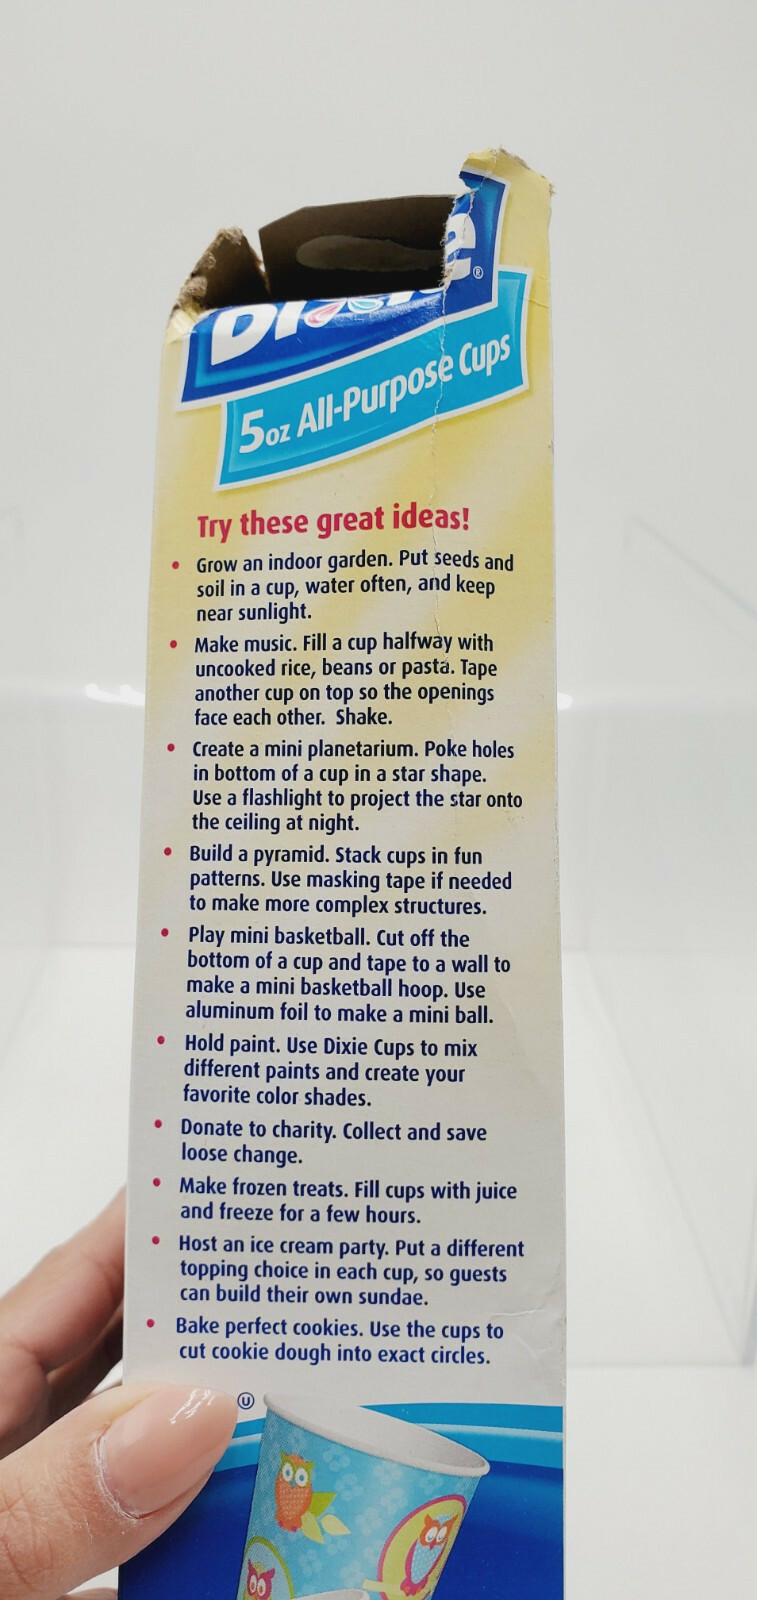 Dixie®
5oz All-Purpose Cups
Try these great ideas!
• Grow an indoor garden. Put seeds and
soil in a cup, water often, and keep
near sunlight.
• Make music. Fill a cup halfway with
uncooked rice, beans or pasta. Tape
another cup on top so the openings
face each other. Shake.
• Create a mini planetarium. Poke holes
in bottom of a cup in a star shape.
Use a flashlight to project the star onto
the ceiling at night.
• Build a pyramid. Stack cups in fun
patterns. Use masking tape if needed
to make more complex structures.
• Play mini basketball. Cut off the
bottom of a cup and tape to a wall to
make a mini basketball hoop. Use
aluminum foil to make a mini ball.
• Hold paint. Use Dixie Cups to mix
different paints and create your
favorite color shades.
• Donate to charity. Collect and save
loose change.
• Make frozen treats. Fill cups with juice
and freeze for a few hours.
• Host an ice cream party. Put a different
topping choice in each cup, so guests
can build their own sundae.
• Bake perfect cookies. Use the cups to
cut cookie dough into exact circles.
Ⓤ